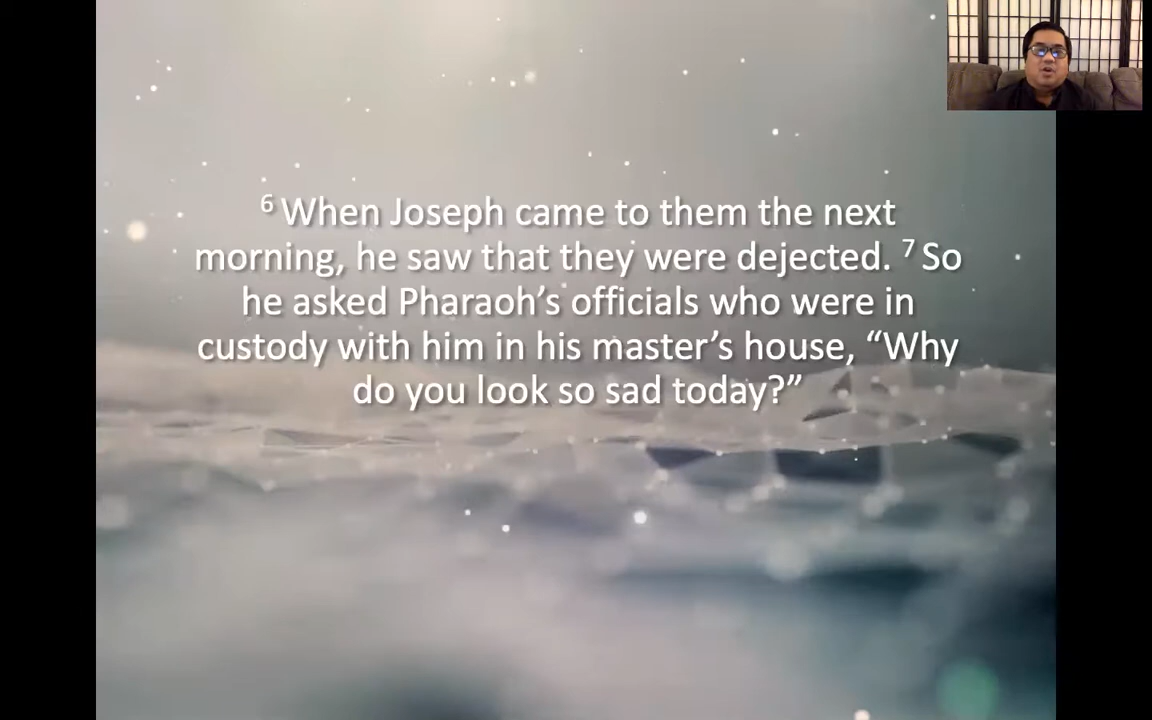 ⁶ When Joseph came to them the next
morning, he saw that they were dejected. ⁷ So
he asked Pharaoh’s officials who were in
custody with him in his master’s house, “Why
do you look so sad today?”